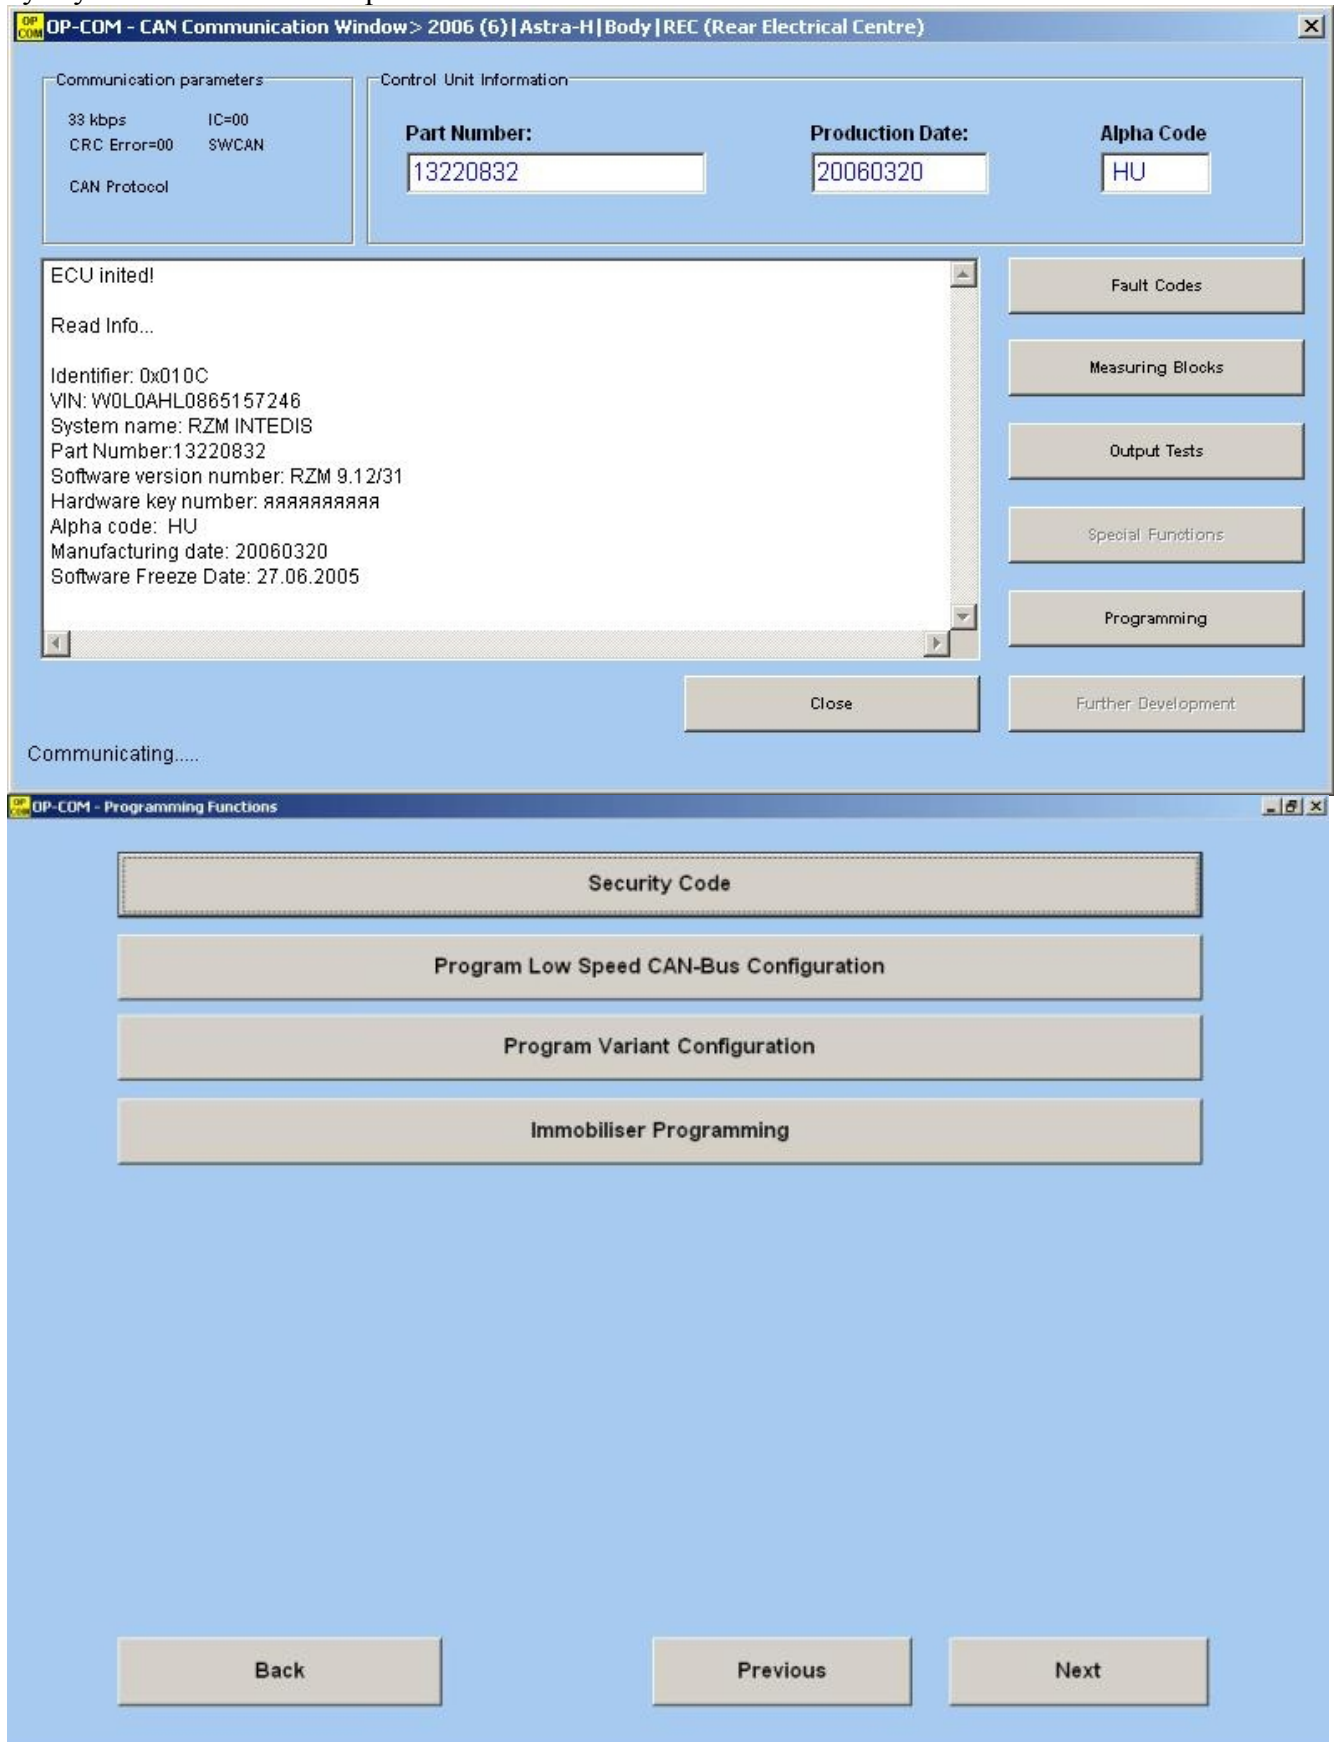 OP COM OP-COM - CAN Communication Window> 2006 (6)|Astra-H|Body|REC (Rear Electrical Centre)
Communication parameters
33 kbps IC=00
CRC Error=00 SWCAN
CAN Protocol
Control Unit Information
Part Number: Production Date: Alpha Code
13220832 20060320 HU
ECU inited!
Read Info...
Identifier: 0x010C
VIN: W0L0AHL0865157246
System name: RZM INTEDIS
Part Number:13220832
Software version number: RZM 9.12/31
Hardware key number: яяяяяяяяяя
Alpha code: HU
Manufacturing date: 20060320
Software Freeze Date: 27.06.2005
Fault Codes
Measuring Blocks
Output Tests
Special Functions
Programming
Close
Further Development
Communicating.....
OP COM OP-COM - Programming Functions
Security Code
Program Low Speed CAN-Bus Configuration
Program Variant Configuration
Immobiliser Programming
Back Previous Next